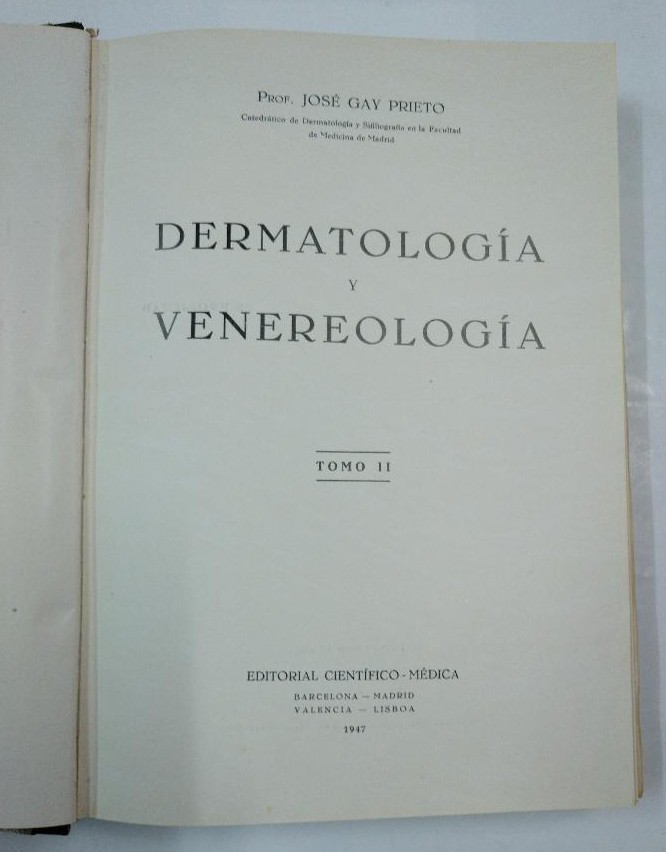 Prof. JOSÉ GAY PRIETO
Catedrático de Dermatología y Sifiliografía en la Facultad
de Medicina de Madrid
DERMATOLOGÍA
Y
VENEREOLOGÍA
TOMO II
EDITORIAL CIENTÍFICO-MÉDICA
BARCELONA — MADRID
VALENCIA — LISBOA
1947